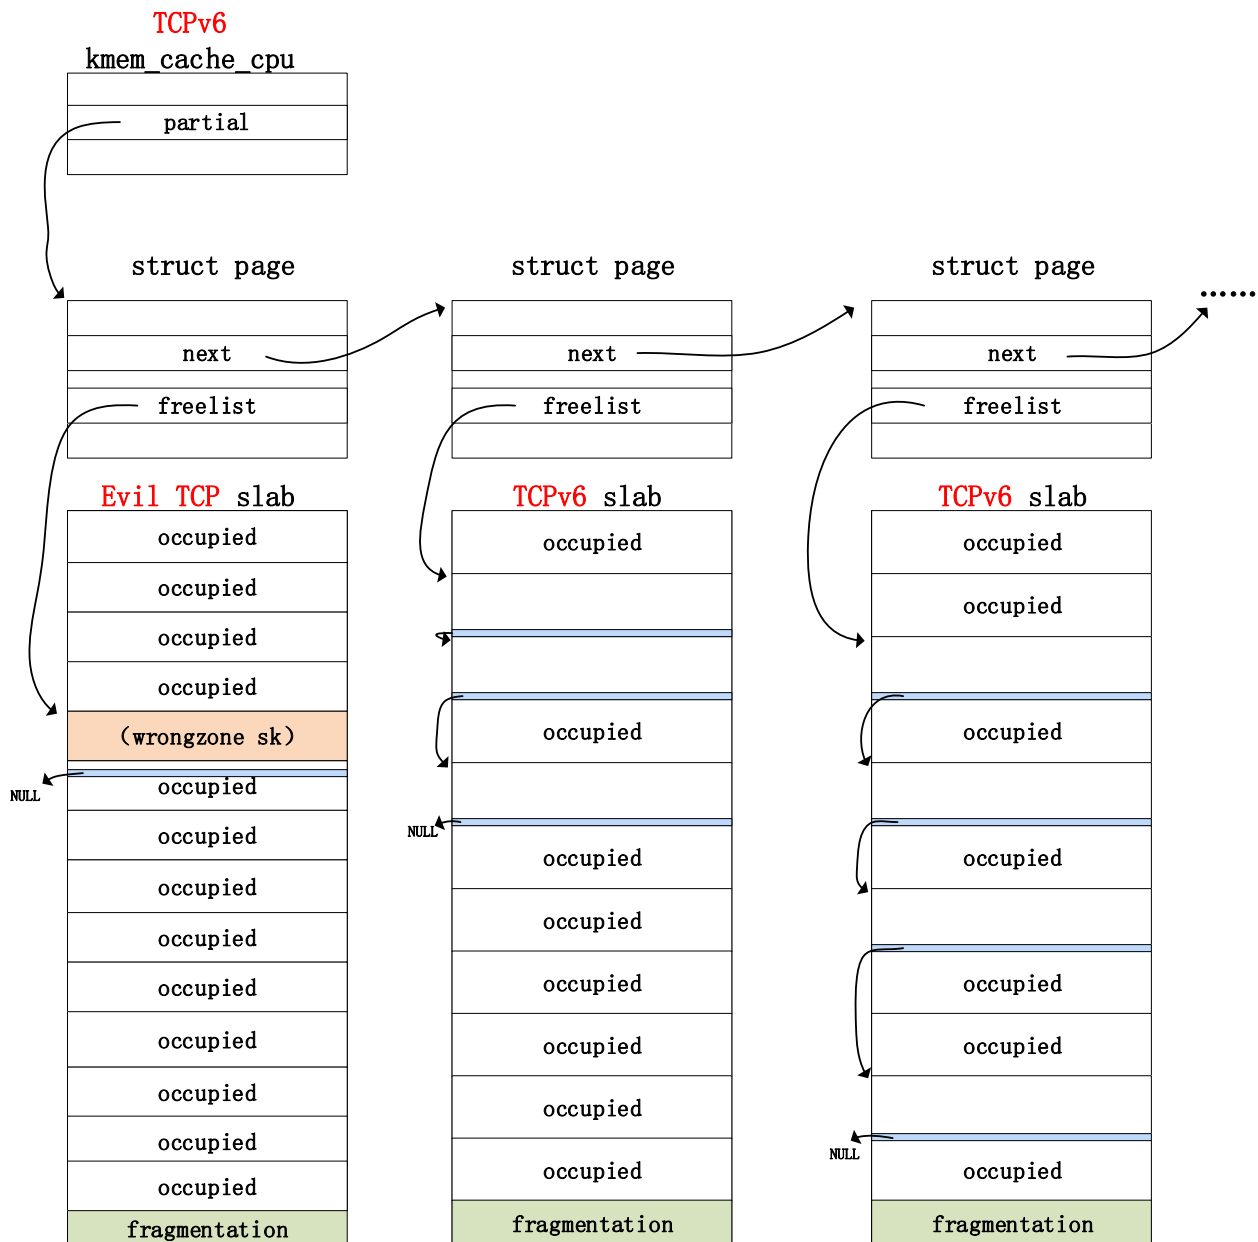 TCPv6
kmem_cache_cpu
partial
struct page
struct page
struct page
······
next
next
next
freelist
freelist
freelist
Evil TCP slab
occupied
occupied
occupied
occupied
（wrongzone sk）
NULL
occupied
occupied
occupied
occupied
occupied
occupied
occupied
occupied
occupied
fragmentation
TCPv6 slab
occupied
occupied
NULL
occupied
occupied
occupied
occupied
occupied
occupied
fragmentation
TCPv6 slab
occupied
occupied
occupied
occupied
occupied
occupied
NULL
occupied
fragmentation